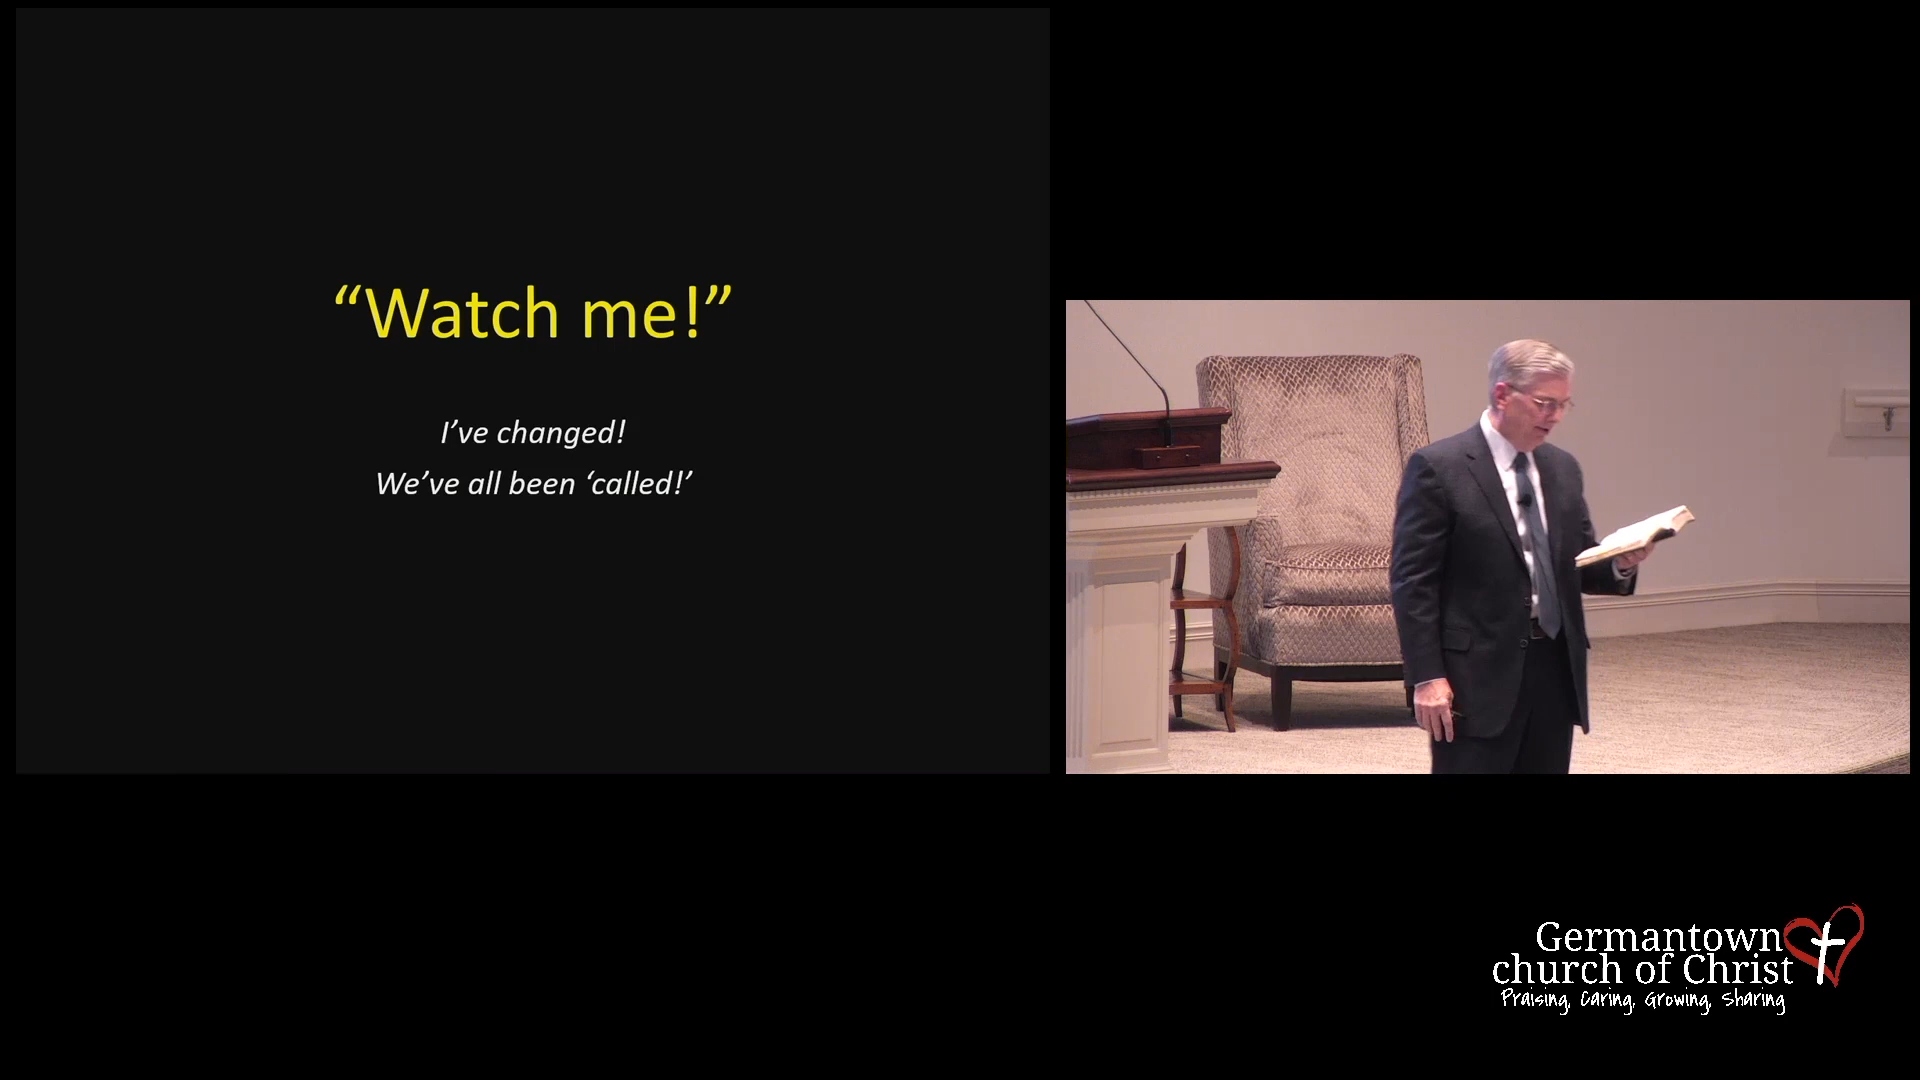 “Watch me!”
I’ve changed!
We’ve all been ‘called!’
Germantown
church of Christ
Praising, Caring, Growing, Sharing